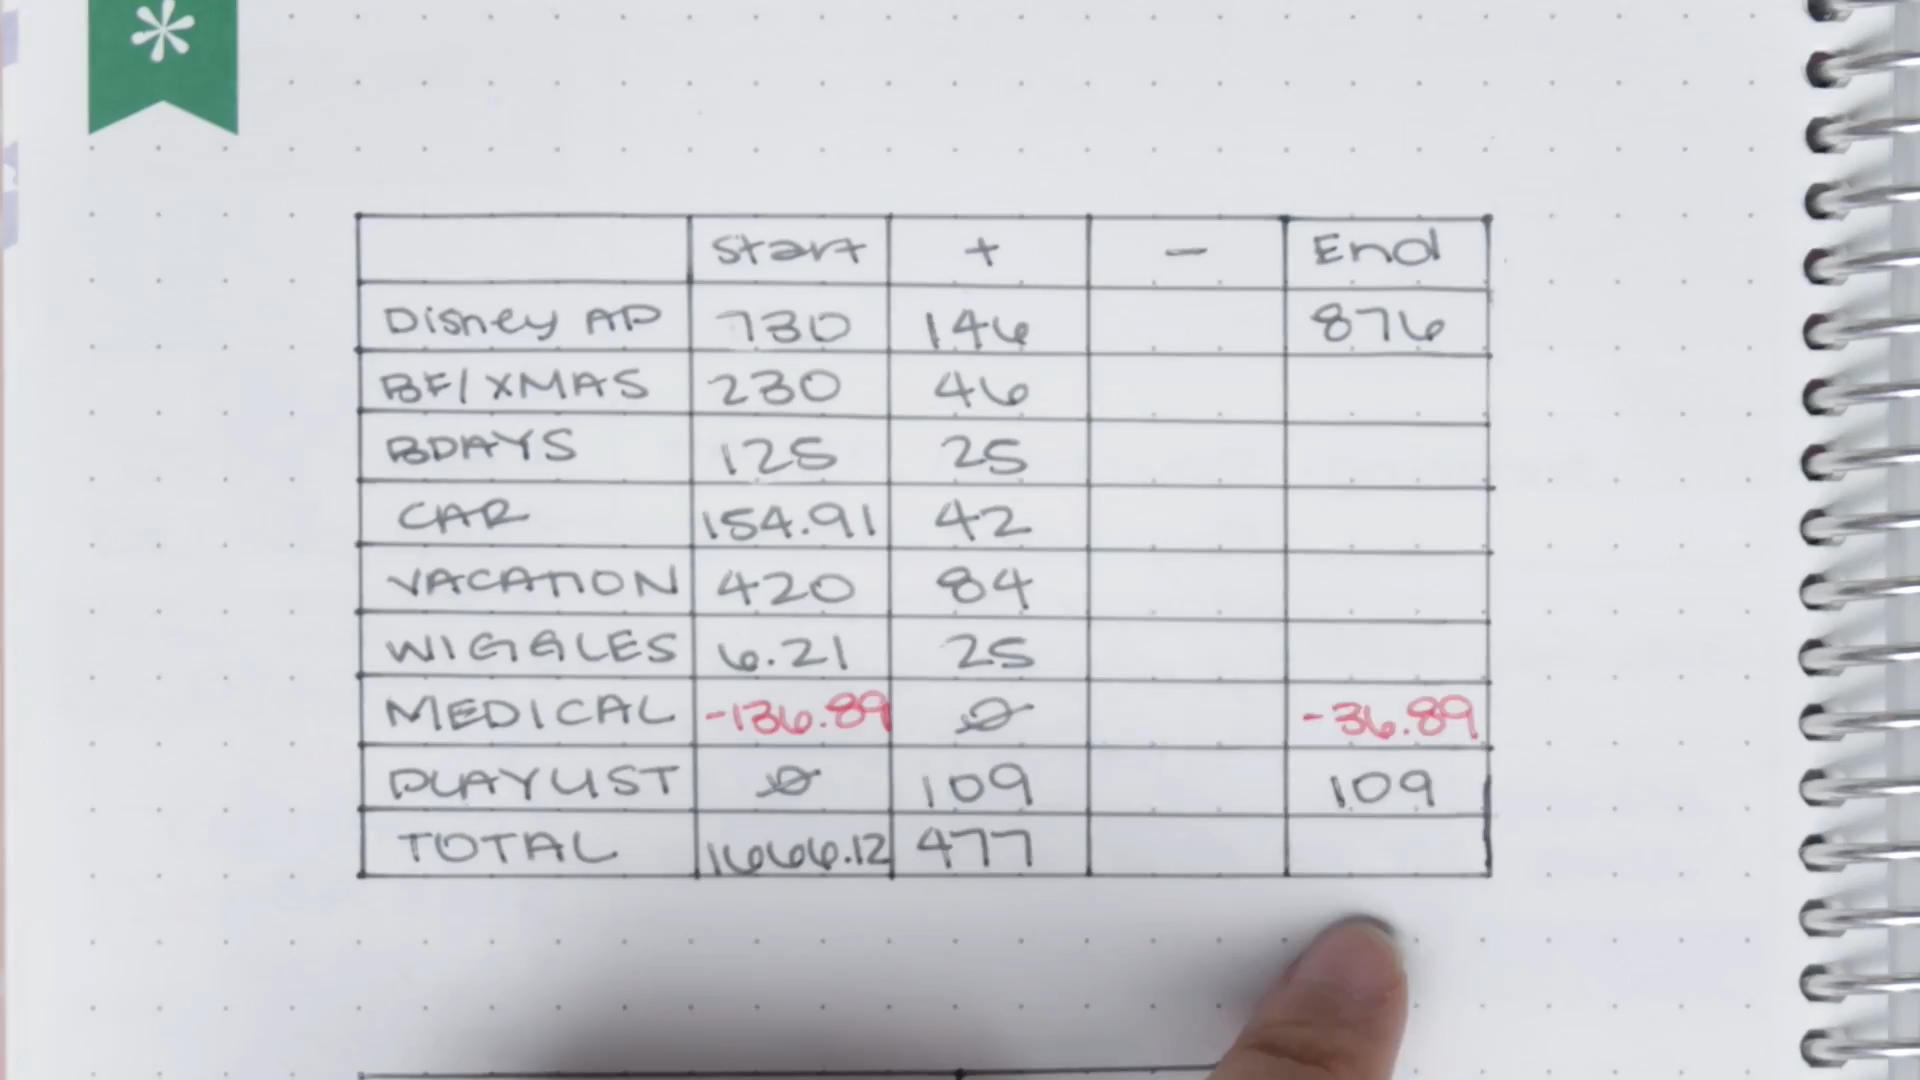 Start + - End
Disney AP 730 146 876
BF/XMAS 230 46
BDAYS 125 25
CAR 154.91 42
VACATION 420 84
WIGGLES 6.21 25
MEDICAL -136.89 Ø -36.89
PLAYLIST Ø 109 109
TOTAL 1666.12 477